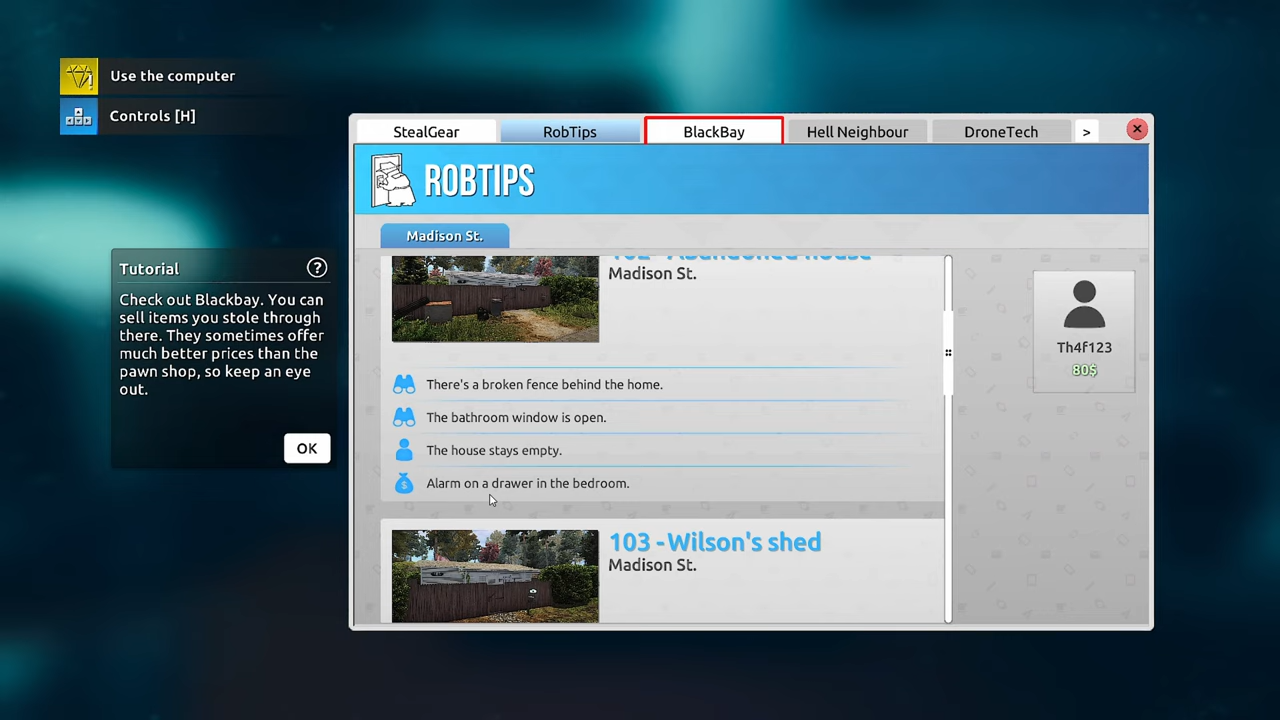 Use the computer
Controls [H]
StealGear
RobTips
BlackBay
Hell Neighbour
DroneTech
>
ROBTIPS
Madison St.
102 - Abandoned house
Madison St.
There's a broken fence behind the home.
The bathroom window is open.
The house stays empty.
Alarm on a drawer in the bedroom.
103 - Wilson's shed
Madison St.
Th4f123
80$
Tutorial
?
Check out Blackbay. You can
sell items you stole through
there. They sometimes offer
much better prices than the
pawn shop, so keep an eye
out.
OK